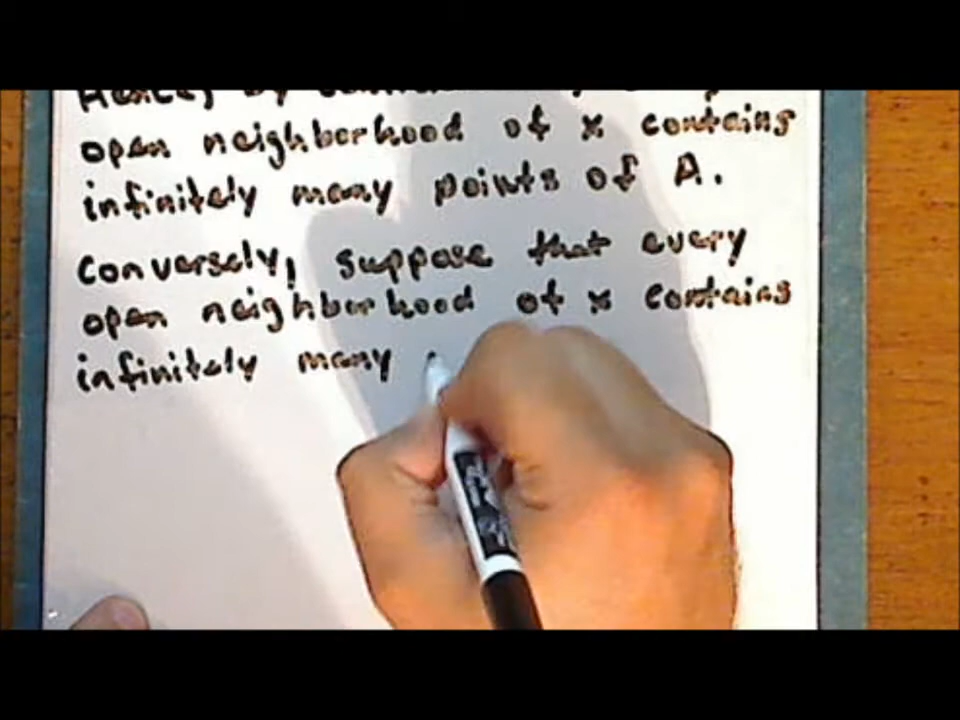 open neighborhood of x contains
infinitely many points of A.
Conversely, suppose that every
open neighborhood of x contains
infinitely many